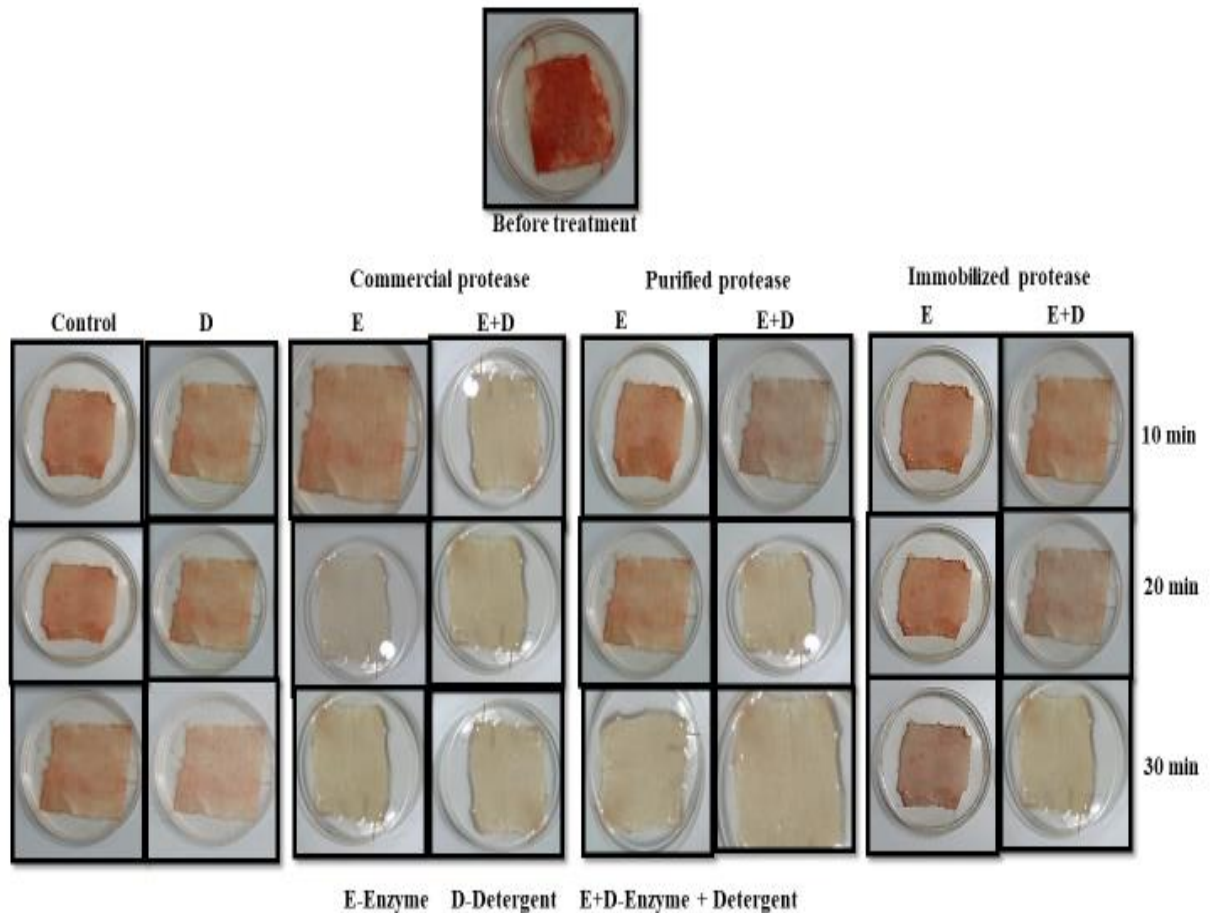 Before treatment
Commercial protease Purified protease Immobilized protease
Control D E E+D E E+D E E+D
10 min
20 min
30 min
E-Enzyme D-Detergent E+D-Enzyme + Detergent